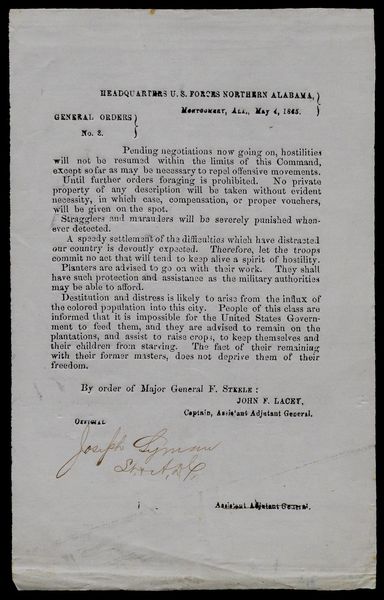 HEADQUARTERS U. S. FORCES NORTHERN ALABAMA, }
Montgomery, Ala., May 4, 1865. }
GENERAL ORDERS }
No. 2. }
Pending negotiations now going on, hostilities
will not be resumed within the limits of this Command,
except so far as may be necessary to repel offensive movements.
Until further orders foraging is prohibited. No private
property of any description will be taken without evident
necessity, in which case, compensation, or proper vouchers,
will be given on the spot.
Stragglers and marauders will be severely punished when-
ever detected.
A speedy settlement of the difficulties which have distracted
our country is devoutly expected. Therefore, let the troops
commit no act that will tend to keep alive a spirit of hostility.
Planters are advised to go on with their work. They shall
have such protection and assistance as the military authorities
may be able to afford.
Destitution and distress is likely to arise from the influx of
the colored population into this city. People of this class are
informed that it is impossible for the United States Govern-
ment to feed them, and they are advised to remain on the
plantations, and assist to raise crops, to keep themselves and
their children from starving. The fact of their remaining
with their former masters, does not deprive them of their
freedom.
By order of Major General F. Steele:
JOHN F. LACEY,
Captain, Assistant Adjutant General.
Official
Joseph Lyman
Assistant Adjutant General.